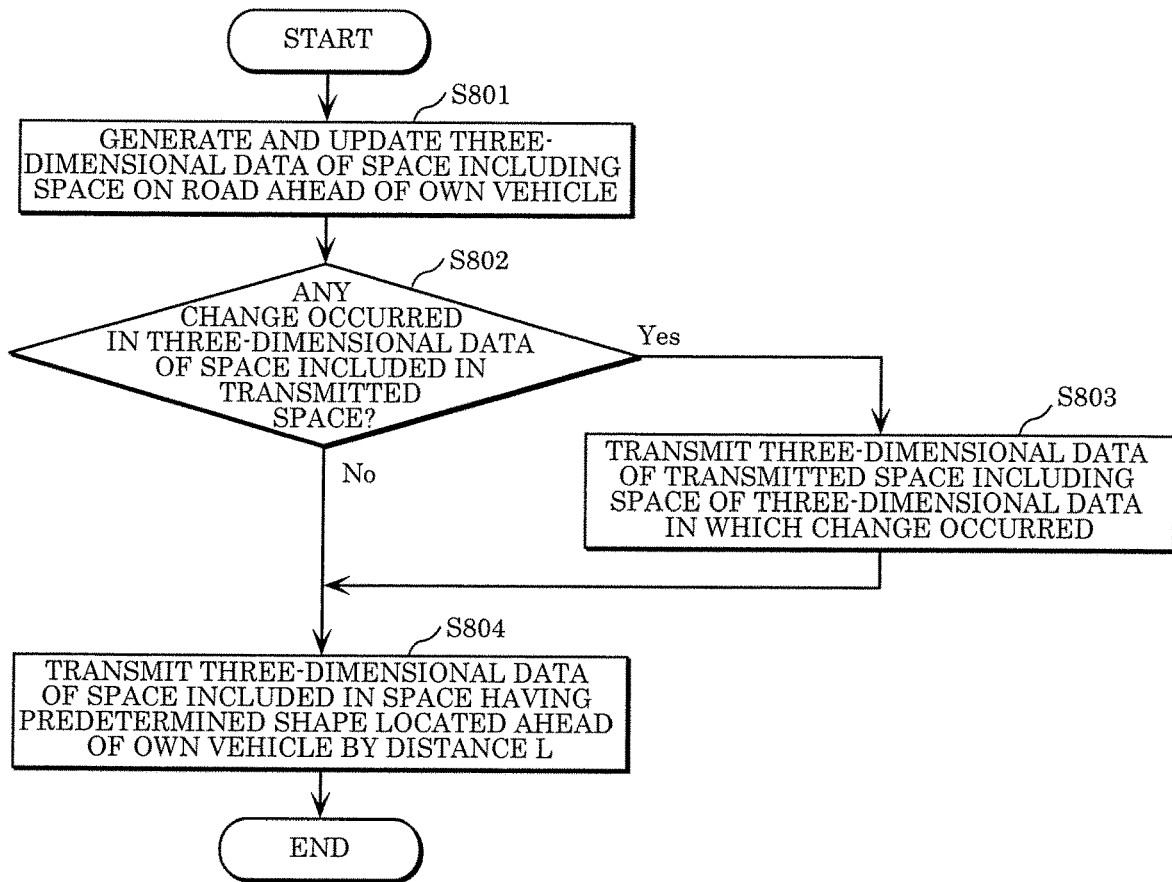 START
S801
GENERATE AND UPDATE THREE-
DIMENSIONAL DATA OF SPACE INCLUDING
SPACE ON ROAD AHEAD OF OWN VEHICLE
S802
ANY
CHANGE OCCURRED
IN THREE-DIMENSIONAL DATA
OF SPACE INCLUDED IN
TRANSMITTED
SPACE?
Yes
No
S803
TRANSMIT THREE-DIMENSIONAL DATA
OF TRANSMITTED SPACE INCLUDING
SPACE OF THREE-DIMENSIONAL DATA
IN WHICH CHANGE OCCURRED
S804
TRANSMIT THREE-DIMENSIONAL DATA
OF SPACE INCLUDED IN SPACE HAVING
PREDETERMINED SHAPE LOCATED AHEAD
OF OWN VEHICLE BY DISTANCE L
END